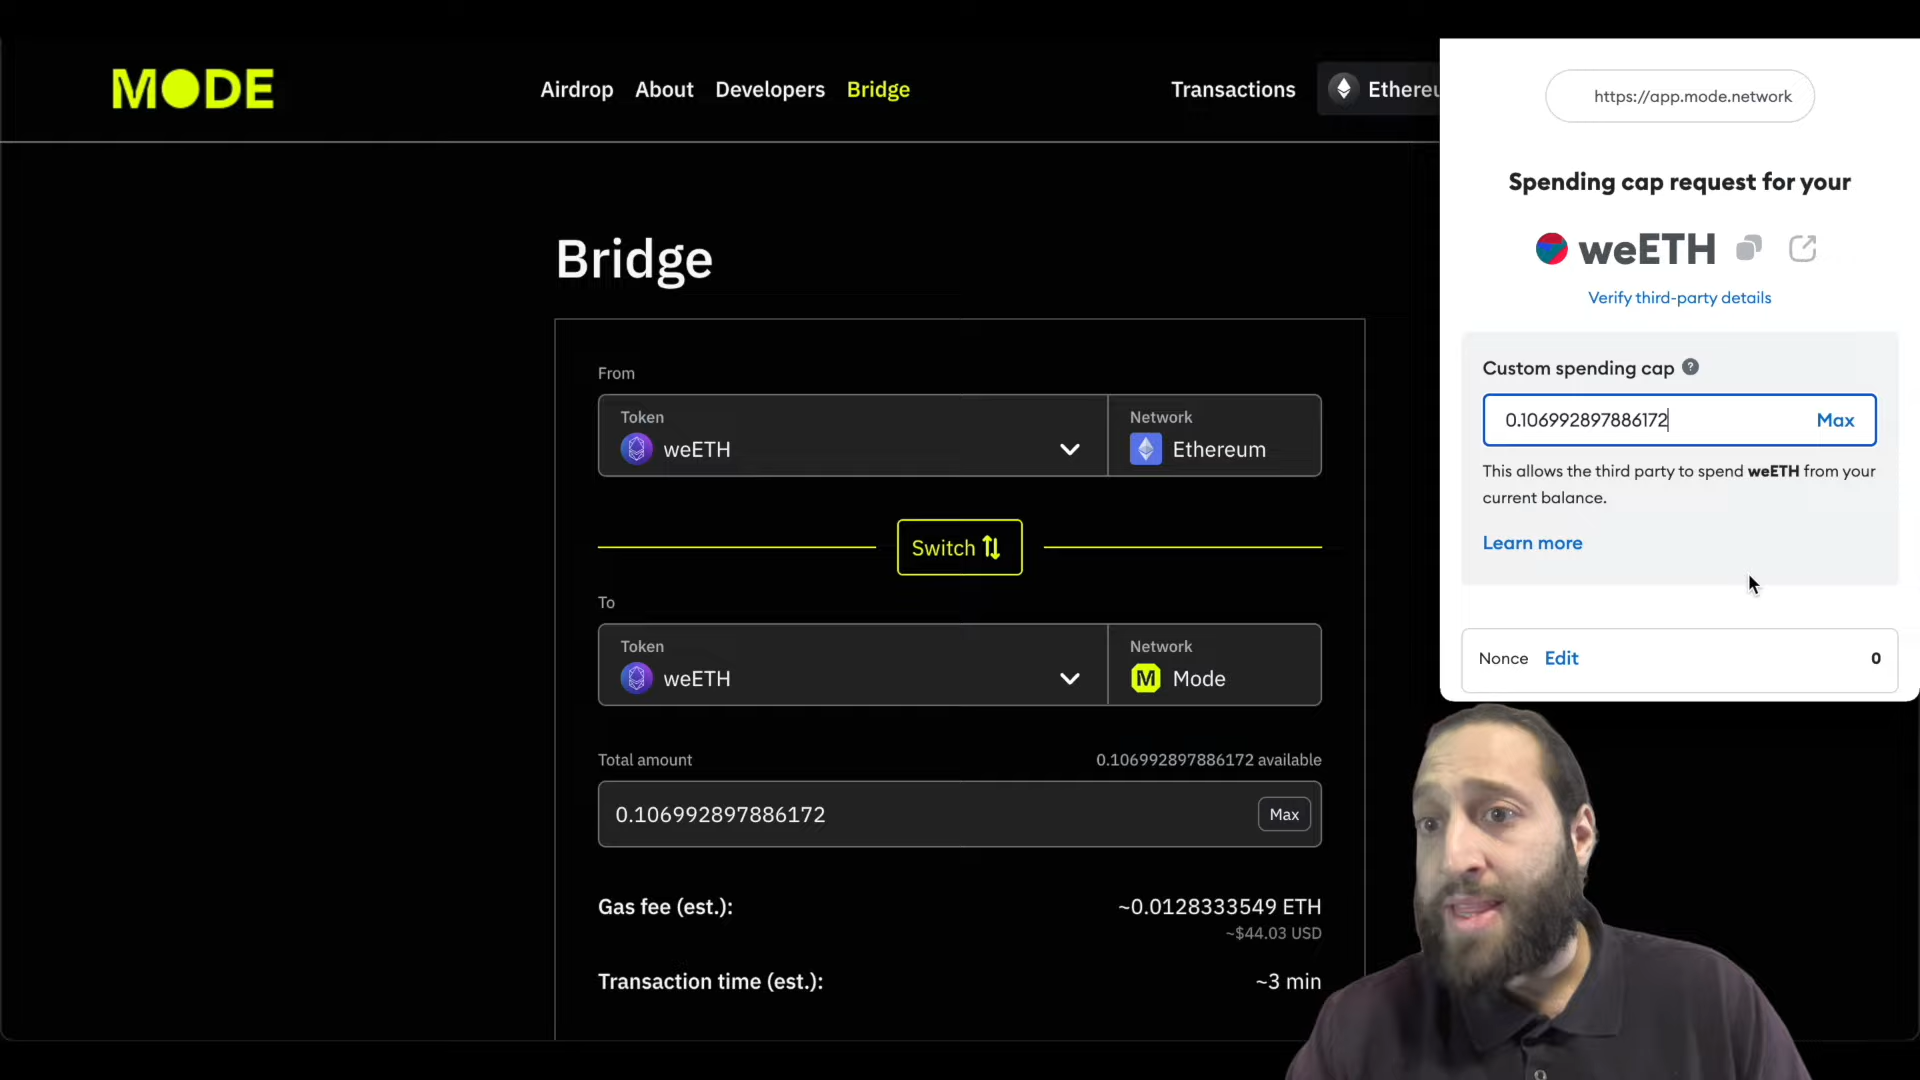 MODE
Airdrop About Developers Bridge
Transactions
Ethereu
Bridge
From
Token
weETH
Network
Ethereum
Switch
To
Token
weETH
Network
M Mode
Total amount
0.106992897886172 available
0.106992897886172
Max
Gas fee (est.):
~0.0128333549 ETH
~$44.03 USD
Transaction time (est.):
~3 min
https://app.mode.network
Spending cap request for your
weETH
Verify third-party details
Custom spending cap ?
0.106992897886172
Max
This allows the third party to spend weETH from your
current balance.
Learn more
Nonce Edit 0